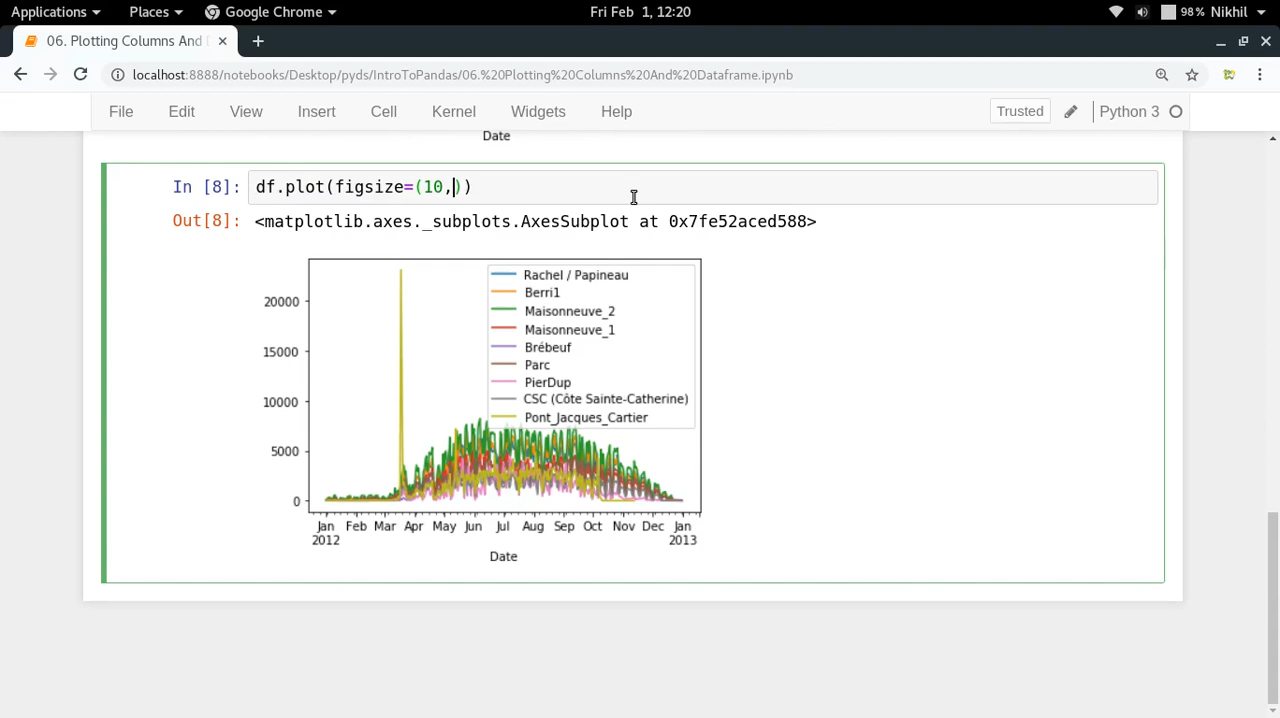 Applications Places Google Chrome Fri Feb 1, 12:20 98% Nikhil
06. Plotting Columns And
localhost:8888/notebooks/Desktop/pyds/IntroToPandas/06.%20Plotting%20Columns%20And%20Dataframe.ipynb
File Edit View Insert Cell Kernel Widgets Help Trusted Python 3
Date
In [8]: df.plot(figsize=(10,))
Out[8]: <matplotlib.axes._subplots.AxesSubplot at 0x7fe52aced588>
Rachel / Papineau
Berri1
Maisonneuve_2
Maisonneuve_1
Brébeuf
Parc
PierDup
CSC (Côte Sainte-Catherine)
Pont_Jacques_Cartier
20000
15000
10000
5000
0
Jan Feb Mar Apr May Jun Jul Aug Sep Oct Nov Dec Jan
2012 2013
Date